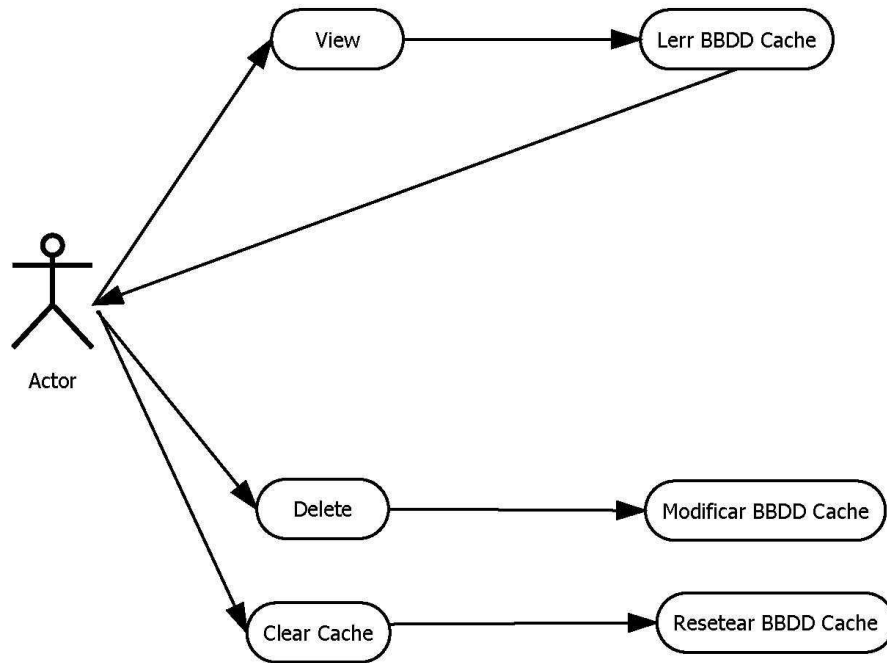 View
Lerr BBDD Cache
Actor
Delete
Modificar BBDD Cache
Clear Cache
Resetear BBDD Cache